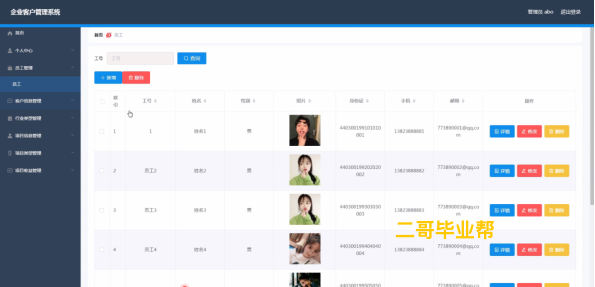 企业客户管理系统
管理员 abo 退出登录
首页
首页 员工
个人中心
工号 工号 查询
员工管理
新增 删除
员工
客户信息管理
索引 工号 姓名 性别 照片 身份证 手机 邮箱 操作
行业类型管理
1 1 姓名1 男 440300199101010001 13823888881 773890001@qq.com 详情 修改 删除
项目信息管理
项目类型管理
项目收益管理
2 员工2 姓名2 男 440300199202020002 13823888882 773890002@qq.com 详情 修改 删除
3 员工3 姓名3 男 440300199303030003 13823888883 773890003@qq.com 详情 修改 删除
二哥毕业帮
4 员工4 姓名4 男 440300199404040004 13823888884 773890004@qq.com 详情 修改 删除